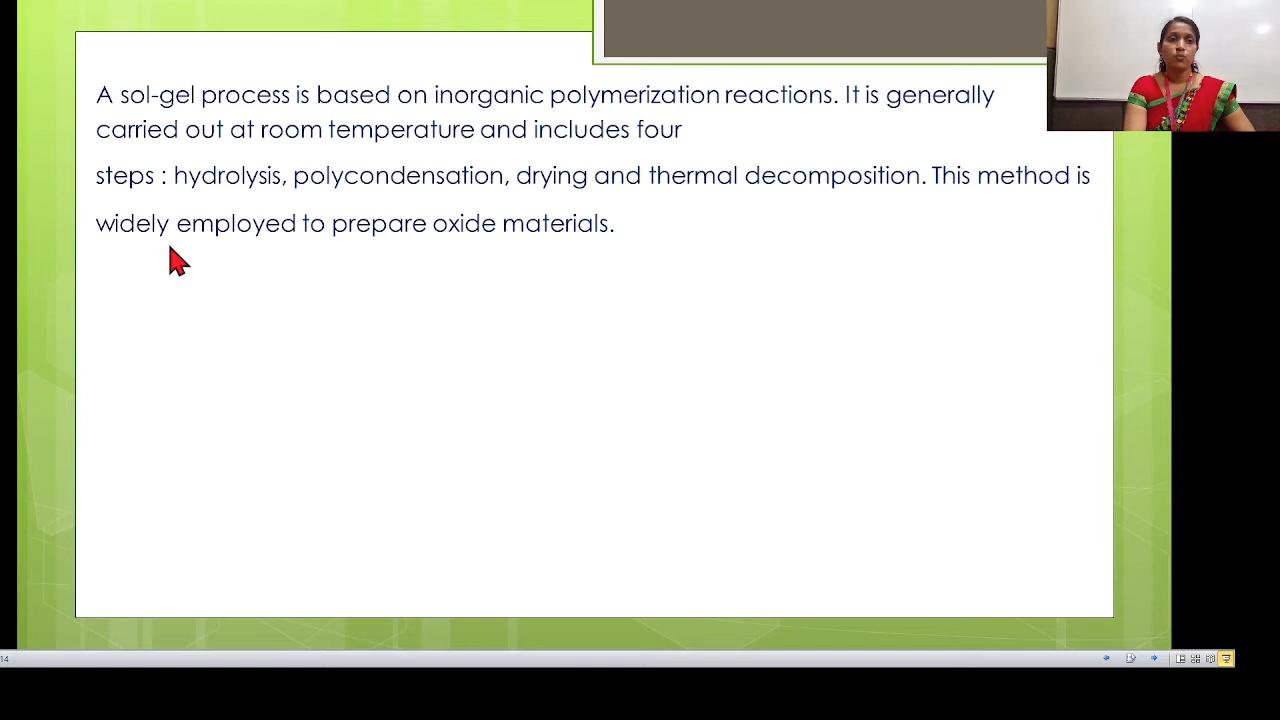 A sol-gel process is based on inorganic polymerization reactions. It is generally
carried out at room temperature and includes four
steps : hydrolysis, polycondensation, drying and thermal decomposition. This method is
widely employed to prepare oxide materials.
14